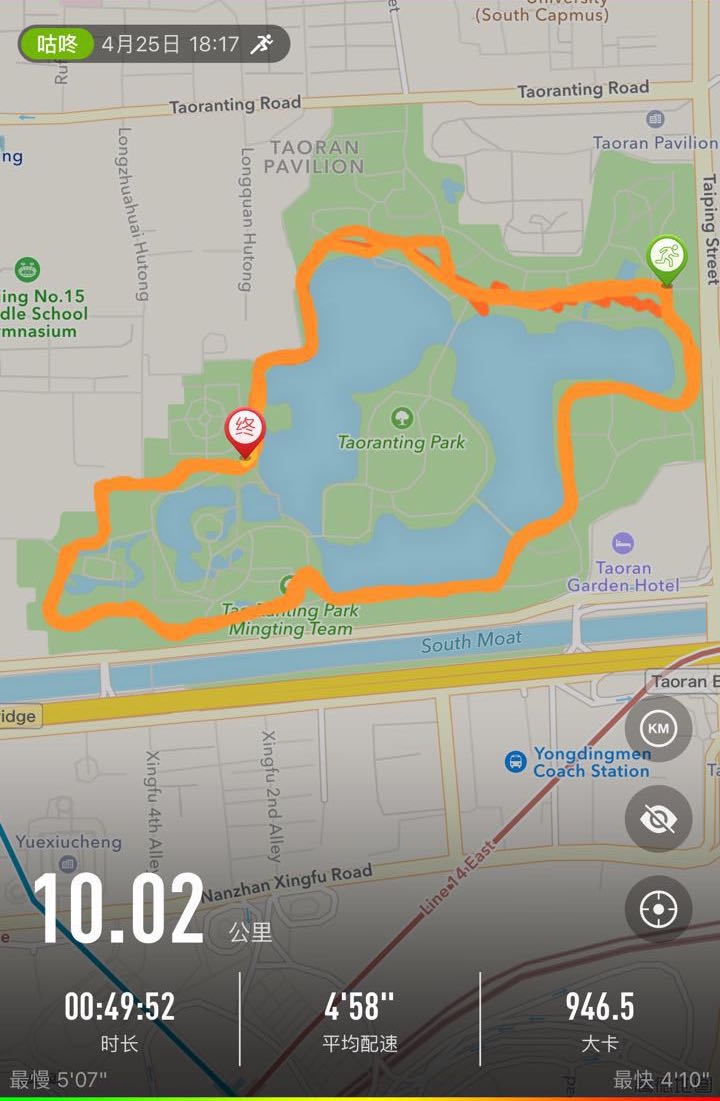 University
(South Capmus)
咕咚 4月25日 18:17
Taoranting Road
Taoranting Road
TAORAN
PAVILION
Taoran Pavilion
ng
Longzhuahuai Hutong
Longquan Hutong
Taiping Street
ing No.15
dle School
mnasium
终
Taoranting Park
Taoran
Garden Hotel
Taoranting Park
Mingting Team
South Moat
Taoran
idge
KM
Yongdingmen
Coach Station
Xingfu 4th Alley
Xingfu 2nd Alley
Yuexiucheng
Nanzhan Xingfu Road
Line 14 East
10.02 公里
00:49:52
时长
4'58"
平均配速
946.5
大卡
最慢 5'07"
最快 4'10"